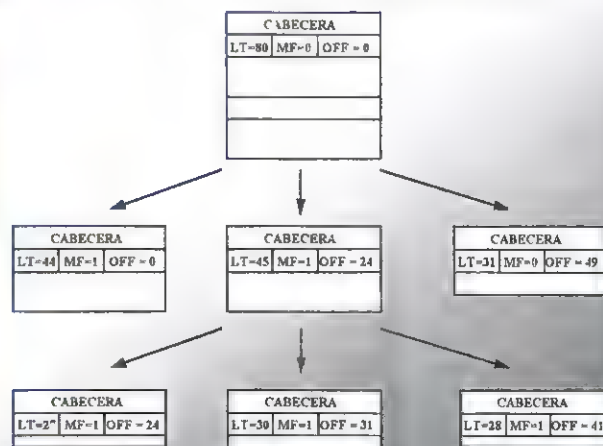 CABECERA
LT=80 MF=0 OFF = 0
CABECERA CABECERA CABECERA
LT=44 MF=1 OFF = 0 LT=45 MF=1 OFF = 24 LT=31 MF=0 OFF = 49
CABECERA CABECERA CABECERA
MF=1 OFF = 24 LT=30 MF=1 OFF = 31 LT=28 MF=1 OFF = 41